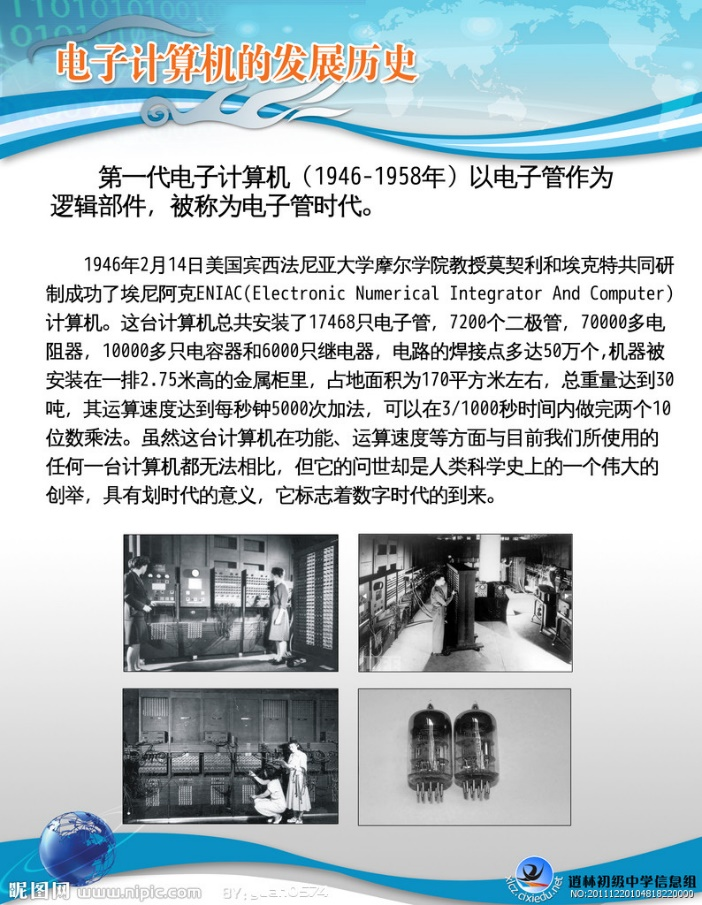 电子计算机的发展历史
第一代电子计算机（1946-1958年）以电子管作为
逻辑部件，被称为电子管时代。
1946年2月14日美国宾西法尼亚大学摩尔学院教授莫契利和埃克特共同研
制成功了埃尼阿克ENIAC(Electronic Numerical Integrator And Computer)
计算机。这台计算机总共安装了17468只电子管，7200个二极管，70000多电
阻器，10000多只电容器和6000只继电器，电路的焊接点多达50万个,机器被
安装在一排2.75米高的金属柜里，占地面积为170平方米左右，总重量达到30
吨，其运算速度达到每秒钟5000次加法，可以在3/1000秒时间内做完两个10
位数乘法。虽然这台计算机在功能、运算速度等方面与目前我们所使用的
任何一台计算机都无法相比，但它的问世却是人类科学史上的一个伟大的
创举，具有划时代的意义，它标志着数字时代的到来。
昵图网 www.nipic.com
BY:guan0574
道林初级中学信息组
NO:20111220104818220000